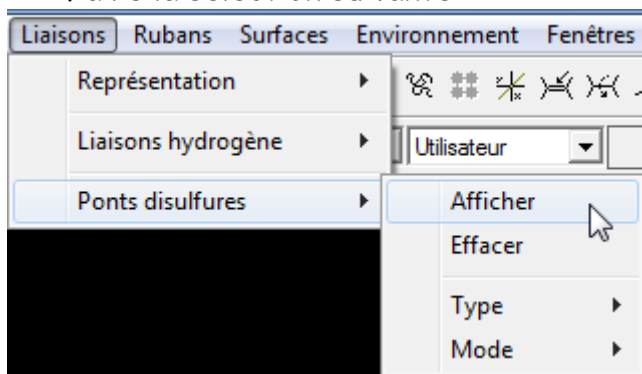 Liaisons Rubans Surfaces Environnement Fenêtres
Représentation
Liaisons hydrogène
Utilisateur
Ponts disulfures
Afficher
Effacer
Type
Mode